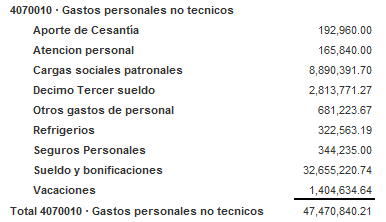 4070010 · Gastos personales no tecnicos
Aporte de Cesantía 192,960.00
Atencion personal 165,840.00
Cargas sociales patronales 8,890,391.70
Decimo Tercer sueldo 2,813,771.27
Otros gastos de personal 681,223.67
Refrigerios 322,563.19
Seguros Personales 344,235.00
Sueldo y bonificaciones 32,655,220.74
Vacaciones 1,404,634.64
Total 4070010 · Gastos personales no tecnicos 47,470,840.21